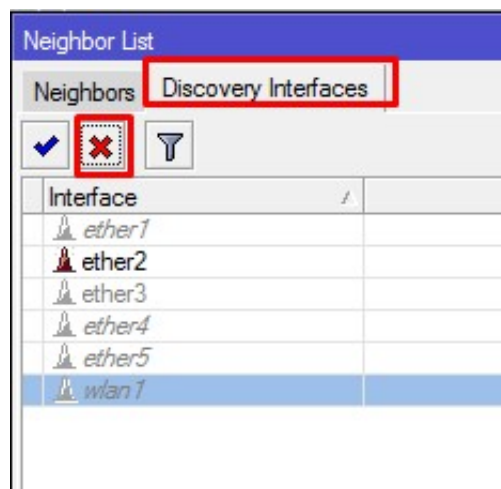 Neighbor List
Neighbors Discovery Interfaces
Interface
ether1
ether2
ether3
ether4
ether5
wlan1